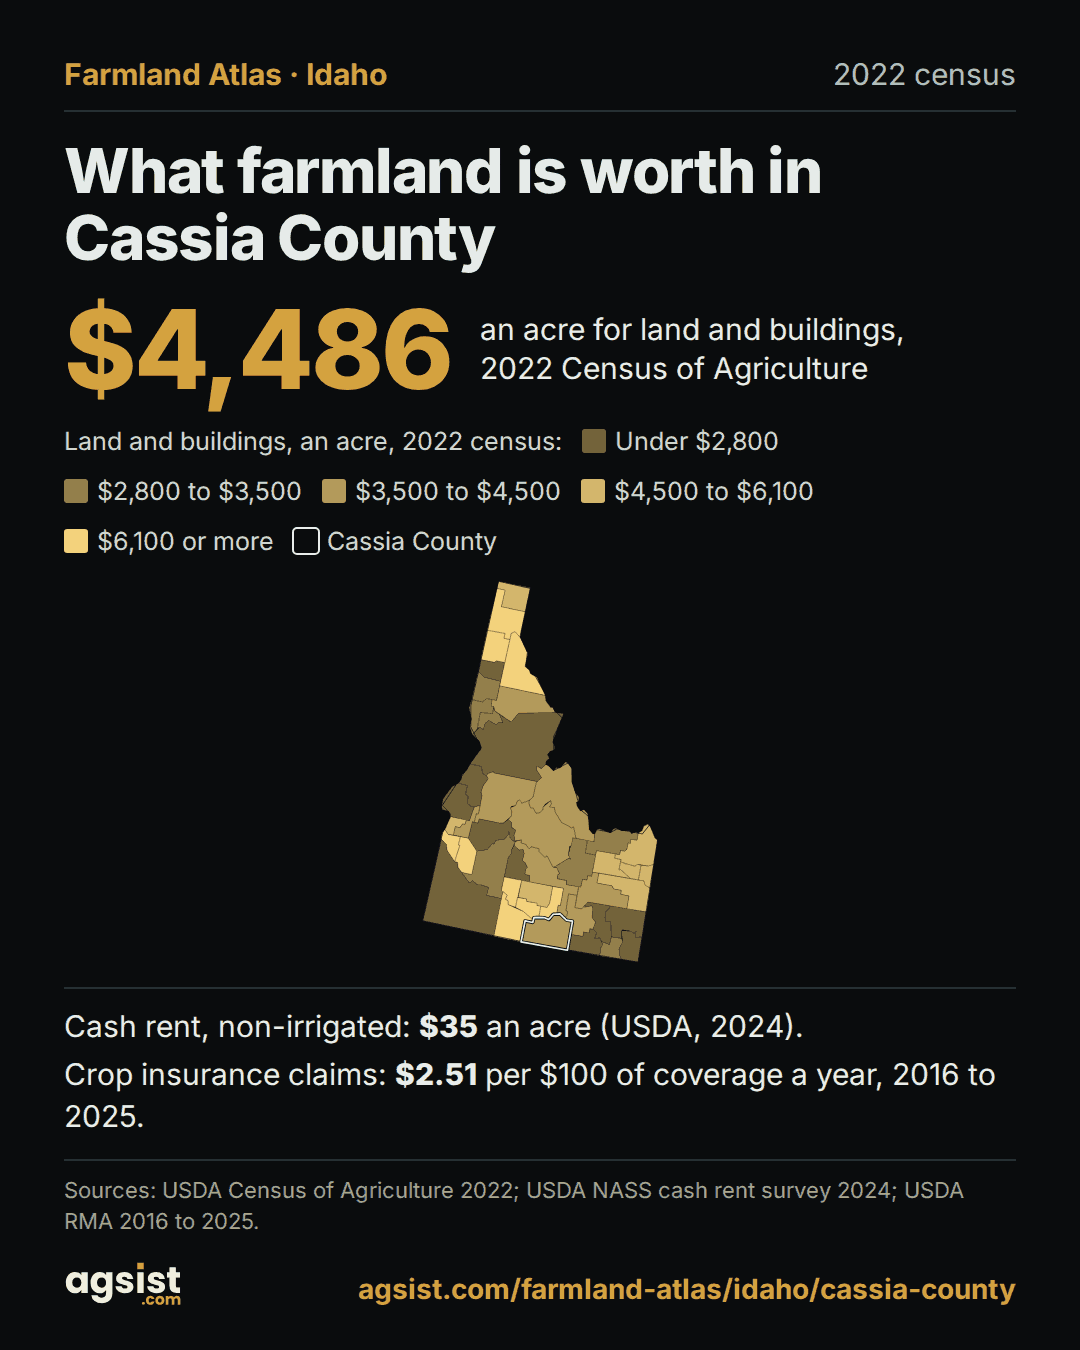 Farmland Atlas · Idaho
2022 census
What farmland is worth in
Cassia County
$4,486
an acre for land and buildings,
2022 Census of Agriculture
Land and buildings, an acre, 2022 census:
Under $2,800
$2,800 to $3,500
$3,500 to $4,500
$4,500 to $6,100
$6,100 or more
Cassia County
Cash rent, non-irrigated: $35 an acre (USDA, 2024).
Crop insurance claims: $2.51 per $100 of coverage a year, 2016 to
2025.
Sources: USDA Census of Agriculture 2022; USDA NASS cash rent survey 2024; USDA
RMA 2016 to 2025.
agsist
.com
agsist.com/farmland-atlas/idaho/cassia-county